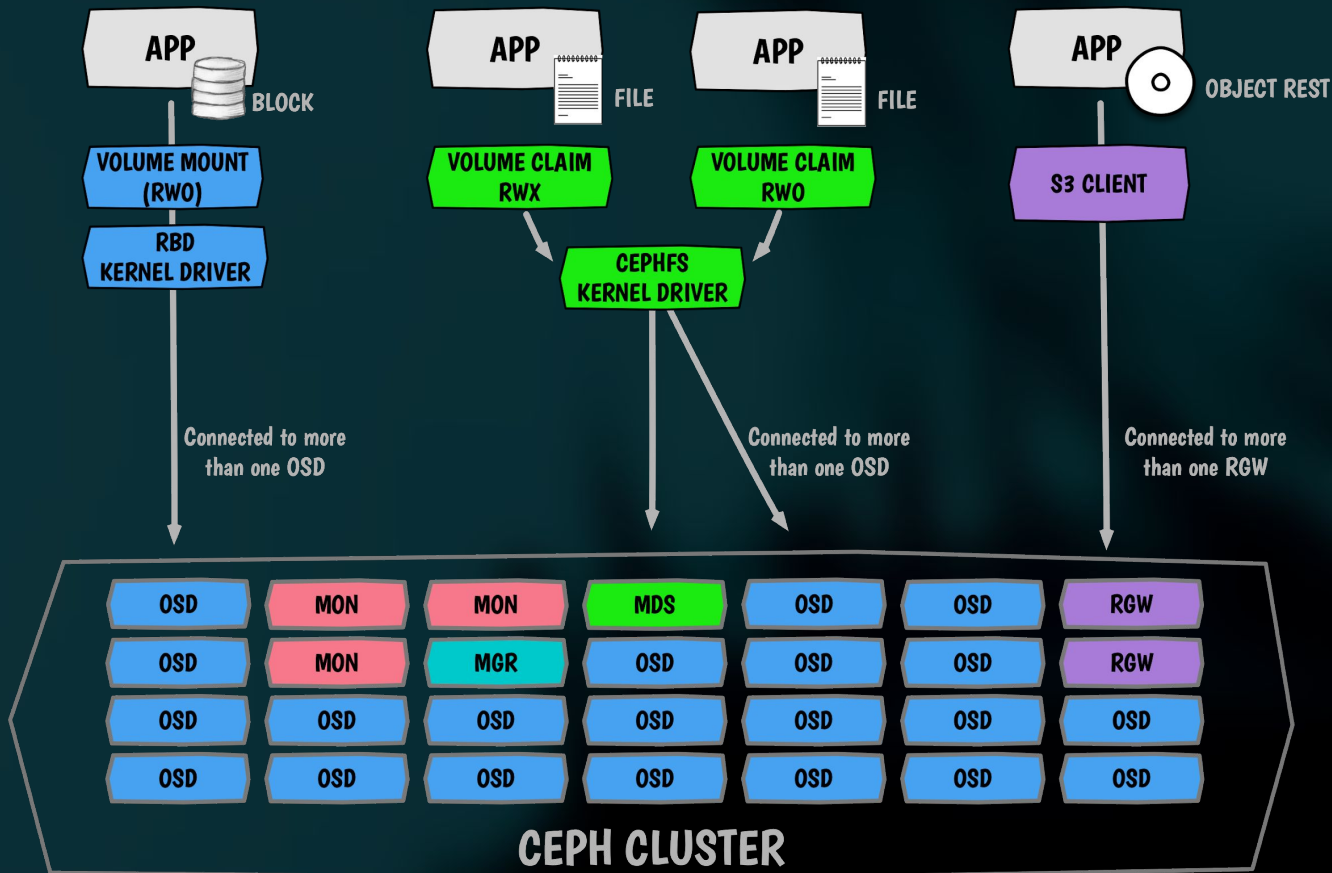 APP
BLOCK
VOLUME MOUNT
(RWO)
RBD
KERNEL DRIVER
Connected to more
than one OSD
APP
FILE
VOLUME CLAIM
RWX
APP
FILE
VOLUME CLAIM
RWO
CEPHFS
KERNEL DRIVER
Connected to more
than one OSD
APP
OBJECT REST
S3 CLIENT
Connected to more
than one RGW
OSD MON MON MDS OSD OSD RGW
OSD MON MGR OSD OSD OSD RGW
OSD OSD OSD OSD OSD OSD OSD
OSD OSD OSD OSD OSD OSD OSD
CEPH CLUSTER